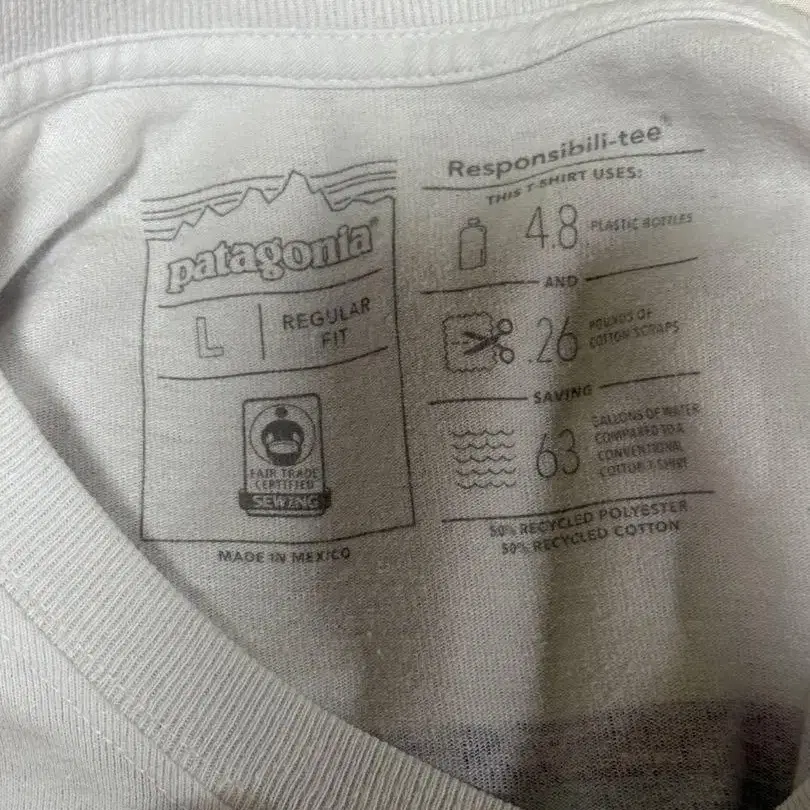 patagonia®
L
REGULAR
FIT
FAIR TRADE
CERTIFIED
SEWING
MADE IN MEXICO
Responsibili-tee®
THIS T-SHIRT USES:
4.8 PLASTIC BOTTLES
AND
.26 POUNDS OF
COTTON SCRAPS
SAVING
63 GALLONS OF WATER
COMPARED TO A
CONVENTIONAL
COTTON T-SHIRT
50% RECYCLED POLYESTER
50% RECYCLED COTTON